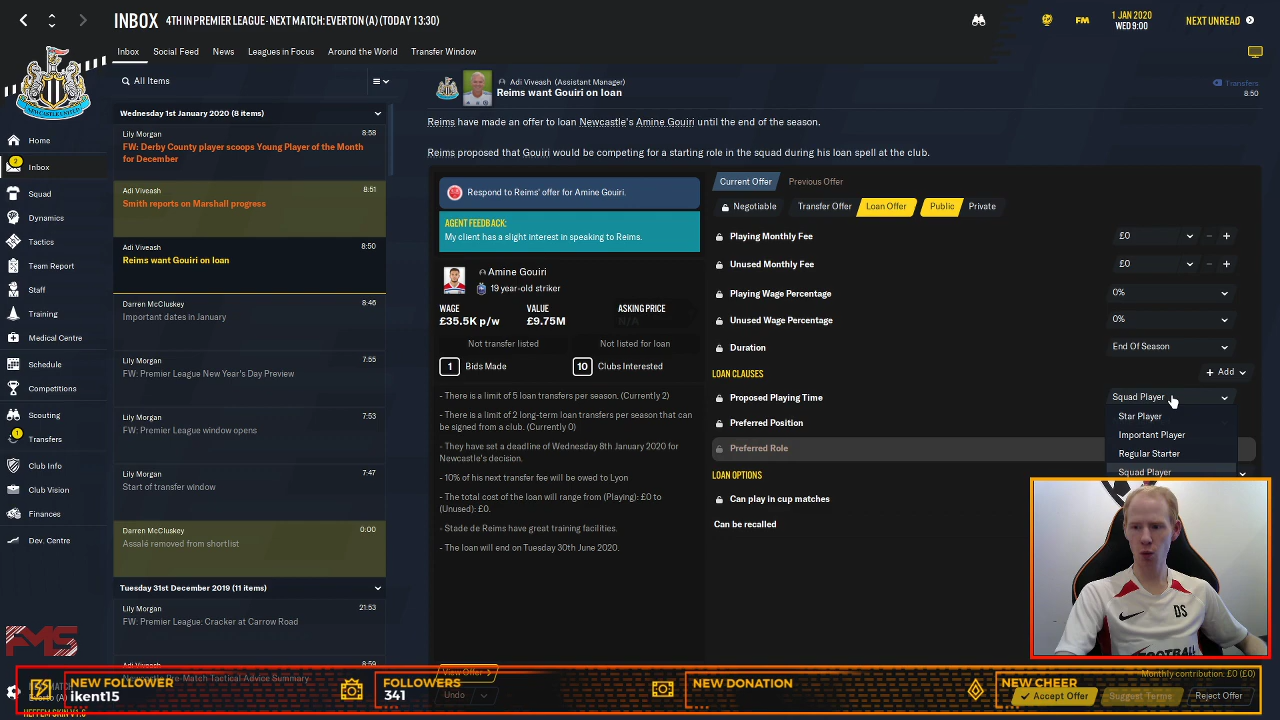 INBOX 4TH IN PREMIER LEAGUE - NEXT MATCH: EVERTON (A) (TODAY 13:30)
FM
1 JAN 2020
WED 9:00
NEXT UNREAD
Inbox Social Feed News Leagues in Focus Around the World Transfer Window
NEWCASTLE UNITED
Home
2
Inbox
Squad
Dynamics
Tactics
Team Report
Staff
Training
Medical Centre
Schedule
Competitions
Scouting
1
Transfers
Club Info
Club Vision
Finances
Dev. Centre
All Items
Wednesday 1st January 2020 (8 items)
Lily Morgan 8:58
FW: Derby County player scoops Young Player of the Month
for December
Adi Viveash 8:51
Smith reports on Marshall progress
Adi Viveash 8:50
Reims want Gouiri on loan
Darren McCluskey 8:46
Important dates in January
Lily Morgan 7:55
FW: Premier League New Year's Day Preview
Lily Morgan 7:53
FW: Premier League window opens
Lily Morgan 7:47
Start of transfer window
Darren McCluskey 0:00
Assalé removed from shortlist
Tuesday 31st December 2019 (11 items)
Lily Morgan 21:53
FW: Premier League: Cracker at Carrow Road
Adi Viveash (Assistant Manager)
Reims want Gouiri on loan
Transfers
8:50
Reims have made an offer to loan Newcastle's Amine Gouiri until the end of the season.
Reims proposed that Gouiri would be competing for a starting role in the squad during his loan spell at the club.
Respond to Reims' offer for Amine Gouiri.
AGENT FEEDBACK:
My client has a slight interest in speaking to Reims.
Amine Gouiri
19 year-old striker
WAGE VALUE ASKING PRICE
£35.5K p/w £9.75M N/A
Not transfer listed Not listed for loan
1 Bids Made 10 Clubs Interested
- There is a limit of 5 loan transfers per season. (Currently 2)
- There is a limit of 2 long-term loan transfers per season that can
be signed from a club. (Currently 0)
- They have set a deadline of Wednesday 8th January 2020 for
Newcastle's decision.
- 10% of his next transfer fee will be owed to Lyon
- The total cost of the loan will range from (Playing): £0 to
(Unused): £0.
- Stade de Reims have great training facilities.
- The loan will end on Tuesday 30th June 2020.
Current Offer Previous Offer
Negotiable Transfer Offer Loan Offer Public Private
Playing Monthly Fee £0
Unused Monthly Fee £0
Playing Wage Percentage 0%
Unused Wage Percentage 0%
Duration End Of Season
LOAN CLAUSES Add
Proposed Playing Time Squad Player
Star Player
Preferred Position Important Player
Preferred Role Regular Starter
Squad Player
LOAN OPTIONS
Can play in cup matches
Can be recalled
DS
FOOTBALL
FMS
View Offer
Undo
Monthly contribution: £0 (£0)
Accept Offer Suggest Terms Reject Offer
NEW FOLLOWER
ikent15
FOLLOWERS
341
NEW DONATION
NEW CHEER